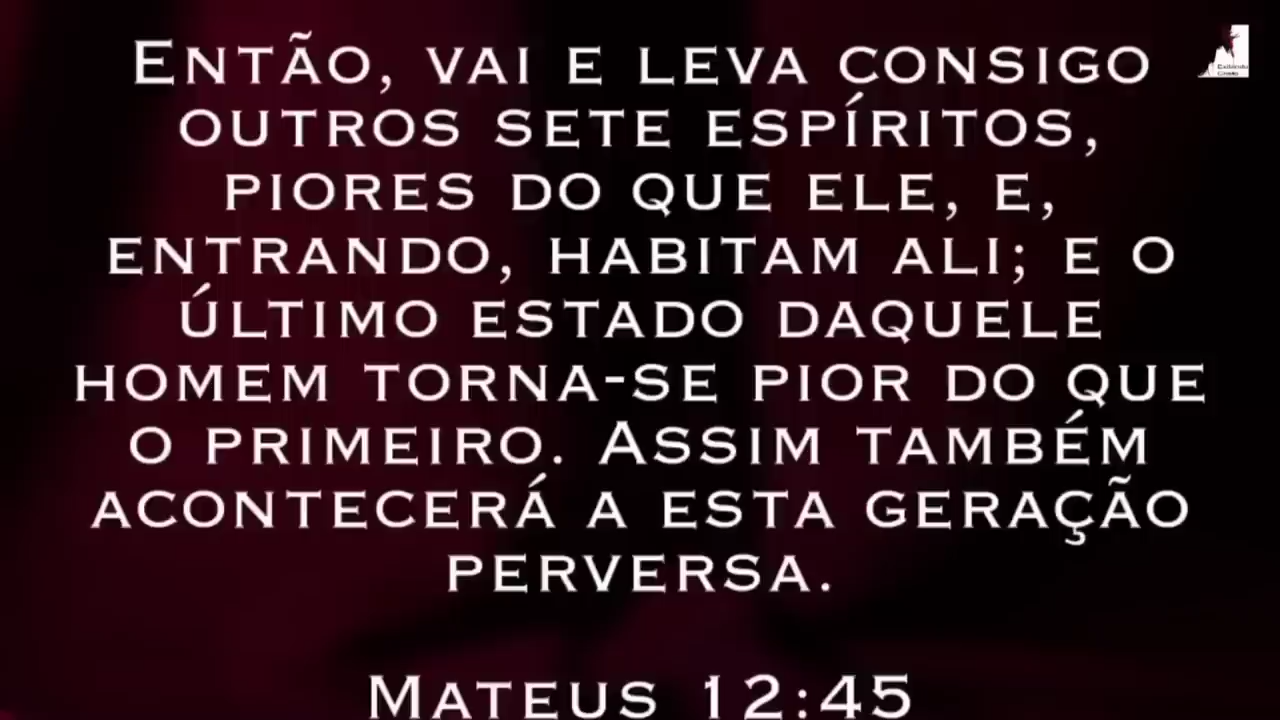 Então, vai e leva consigo
outros sete espíritos,
piores do que ele, e,
entrando, habitam ali; e o
último estado daquele
homem torna-se pior do que
o primeiro. Assim também
acontecerá a esta geração
perversa.
Mateus 12:45